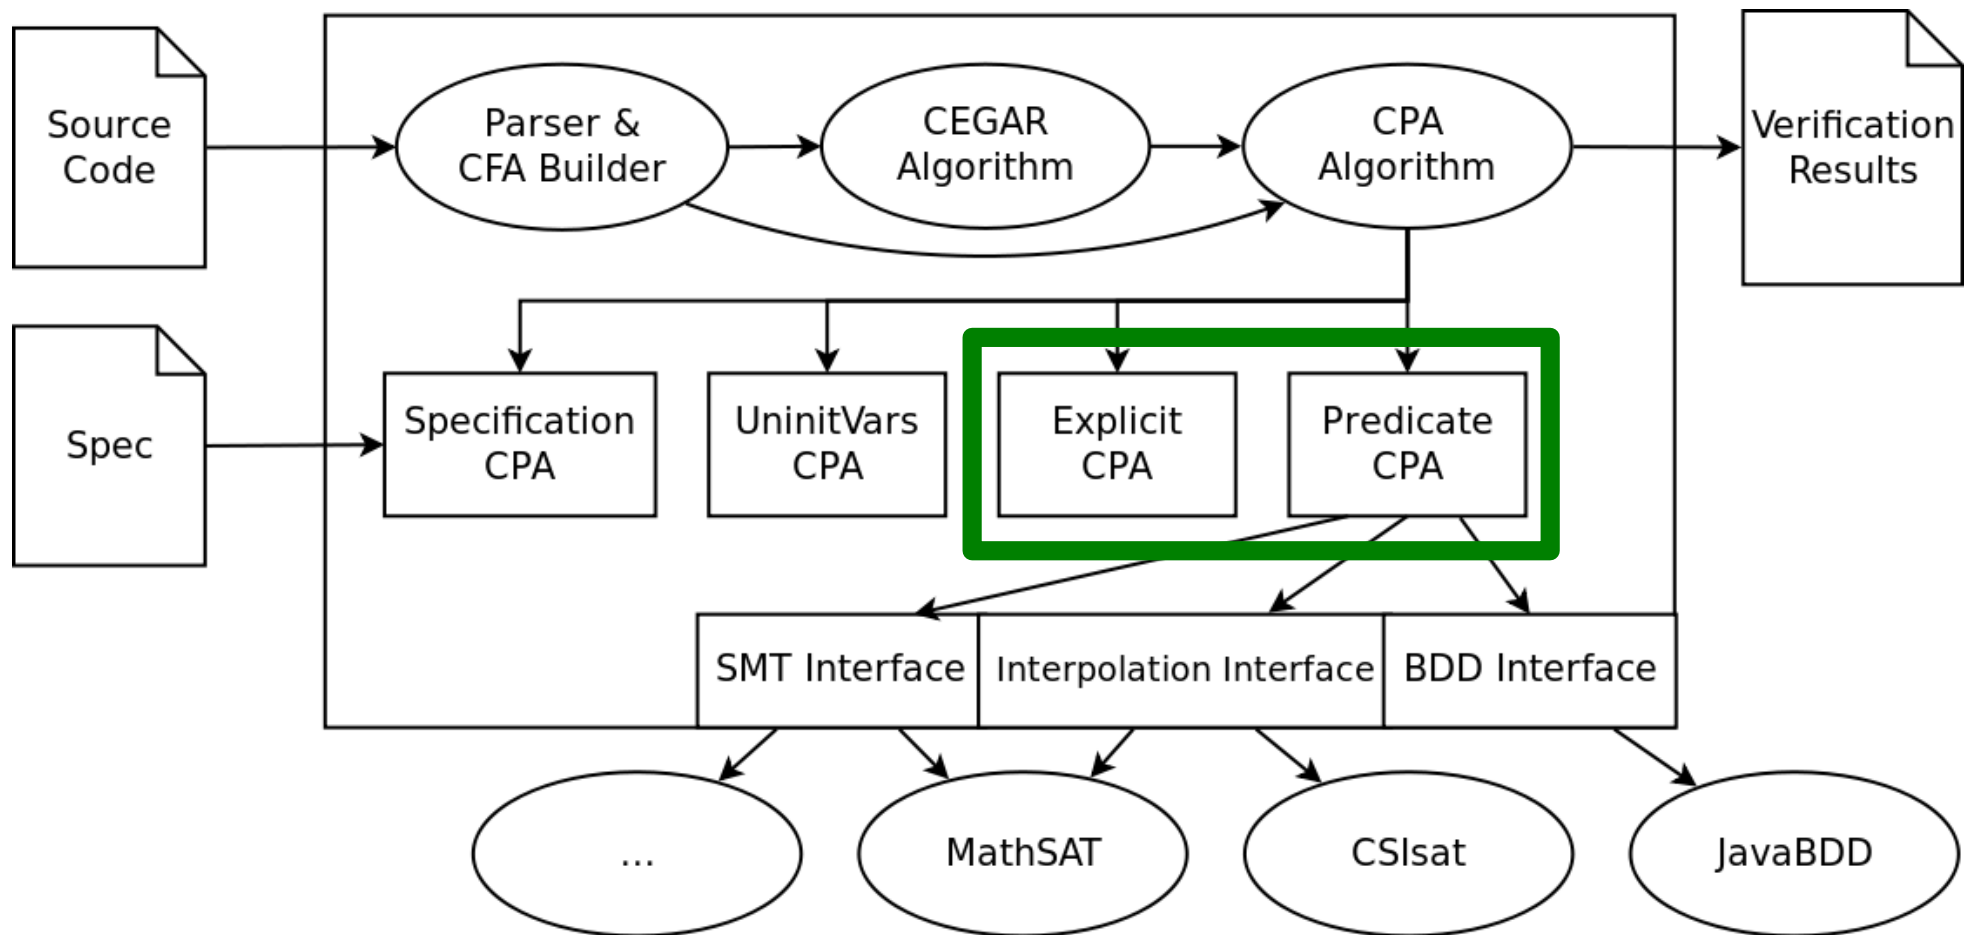 Source
Code
Parser &
CFA Builder
CEGAR
Algorithm
CPA
Algorithm
Verification
Results
Spec
Specification
CPA
UninitVars
CPA
Explicit
CPA
Predicate
CPA
SMT Interface
Interpolation Interface
BDD Interface
...
MathSAT
CSIsat
JavaBDD